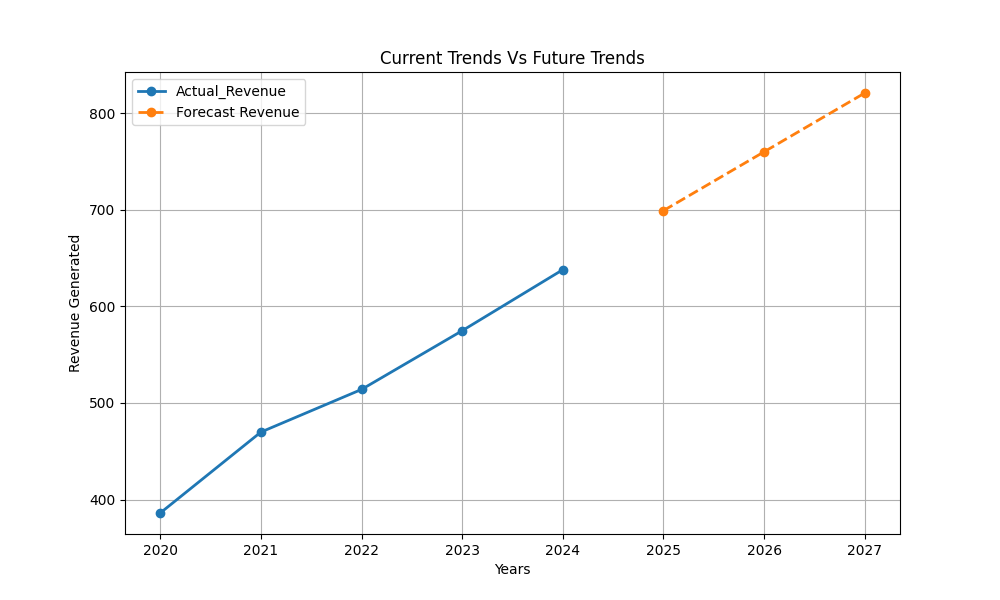 Current Trends Vs Future Trends
Actual_Revenue
Forecast Revenue
Revenue Generated
800
700
600
500
400
2020 2021 2022 2023 2024 2025 2026 2027
Years